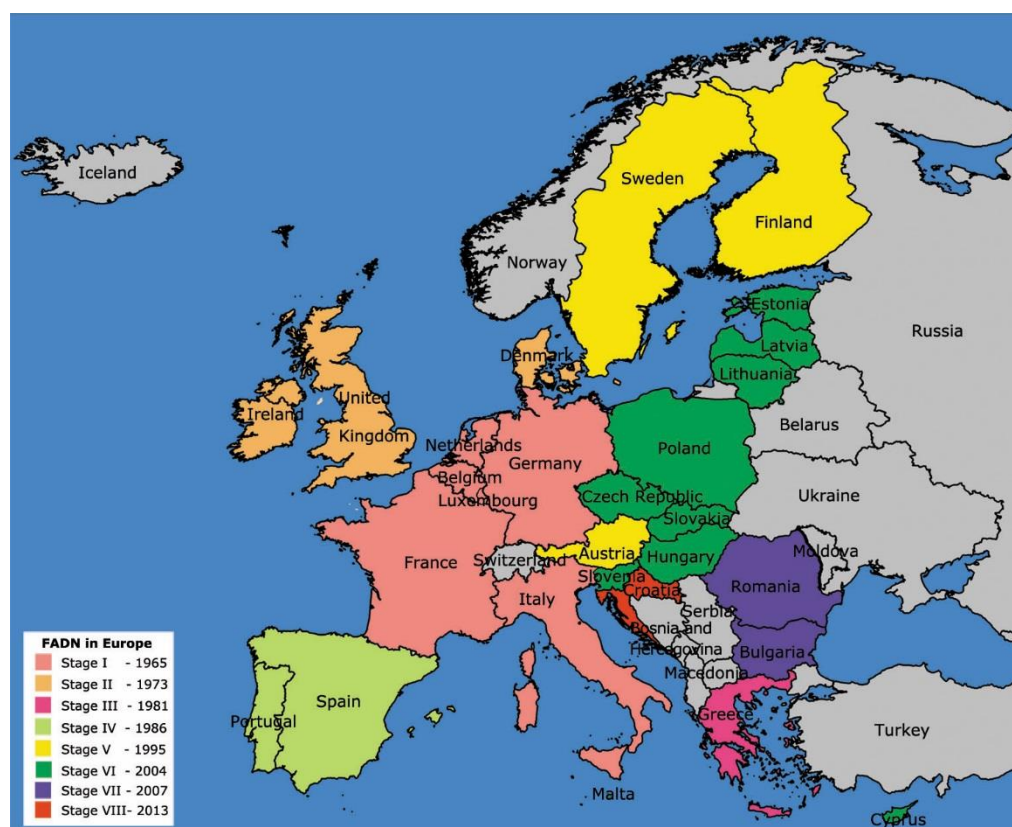 Iceland
Sweden
Finland
Norway
Estonia
Russia
Latvia
Denmark
Lithuania
United
Ireland
Kingdom
Belarus
Netherlands
Poland
Germany
Belgium
Czech Republic
Ukraine
Luxembourg
Slovakia
Austria
Hungary
Moldova
France
Switzerland
Slovenia
Romania
Croatia
Italy
Serbia
Bosnia and
Hercegovina
Bulgaria
Macedonia
Spain
Portugal
Greece
Turkey
Malta
Cyprus
FADN in Europe
Stage I - 1965
Stage II - 1973
Stage III - 1981
Stage IV - 1986
Stage V - 1995
Stage VI - 2004
Stage VII - 2007
Stage VIII- 2013